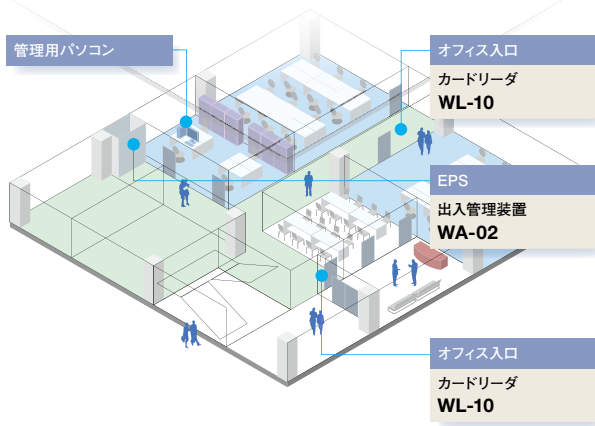 管理用パソコン
オフィス入口
カードリーダ
WL-10
EPS
出入管理装置
WA-02
オフィス入口
カードリーダ
WL-10